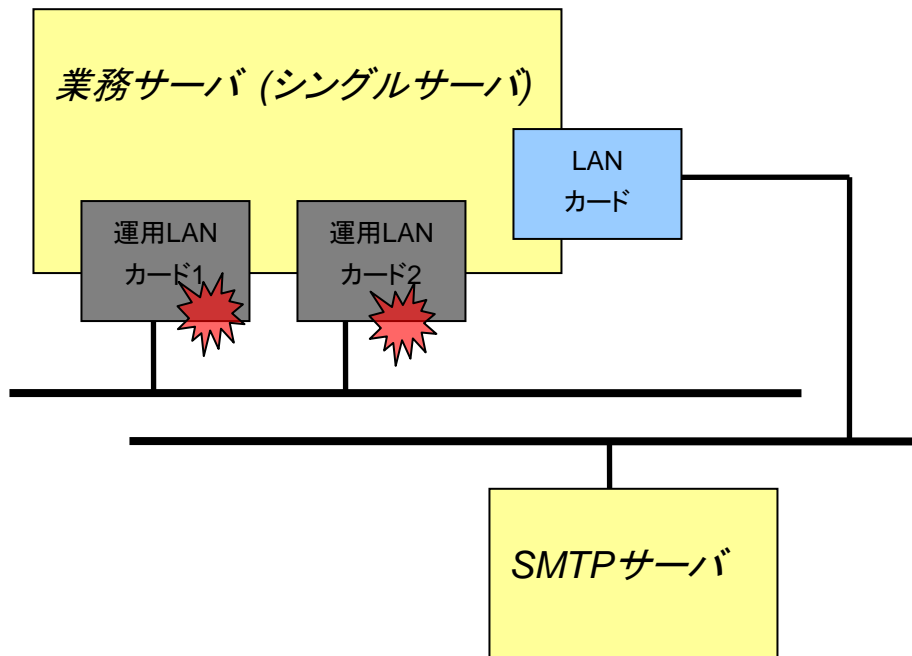 業務サーバ (シングルサーバ)
LAN
カード
運用LAN
カード1
運用LAN
カード2
SMTPサーバ